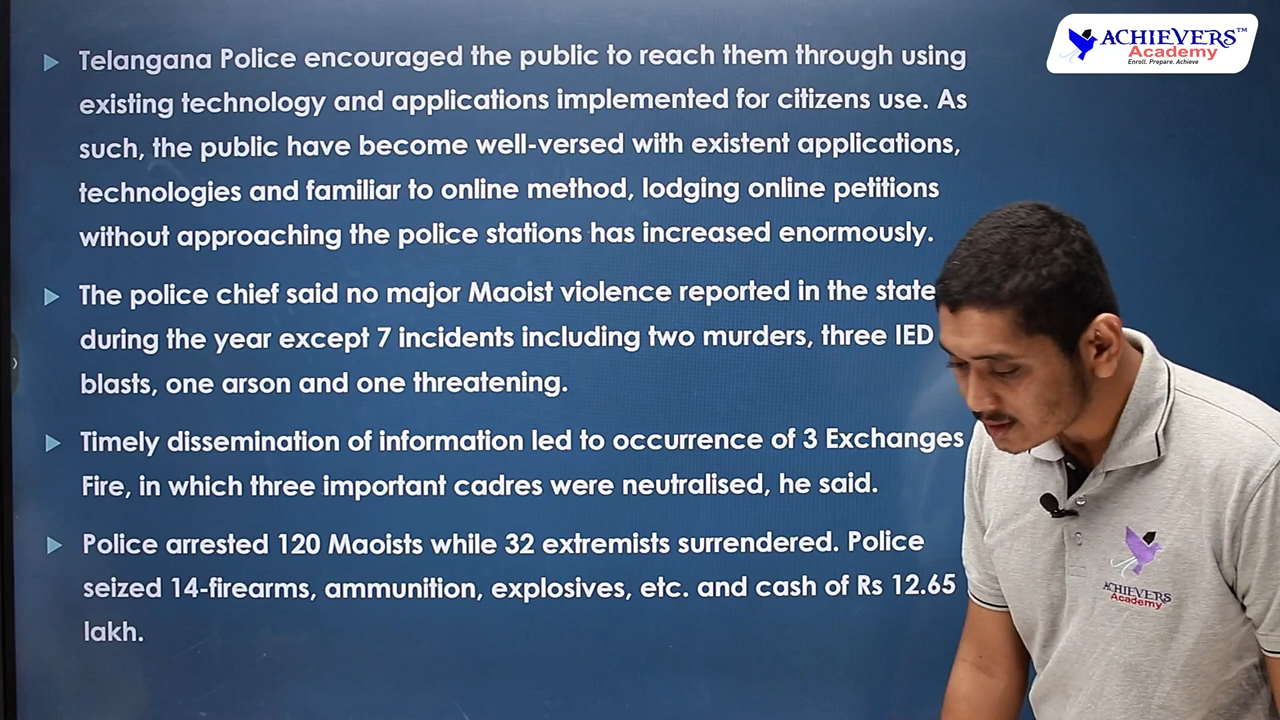 Telangana Police encouraged the public to reach them through using
existing technology and applications implemented for citizens use. As
such, the public have become well-versed with existent applications,
technologies and familiar to online method, lodging online petitions
without approaching the police stations has increased enormously.
The police chief said no major Maoist violence reported in the state
during the year except 7 incidents including two murders, three IED
blasts, one arson and one threatening.
Timely dissemination of information led to occurrence of 3 Exchanges
Fire, in which three important cadres were neutralised, he said.
Police arrested 120 Maoists while 32 extremists surrendered. Police
seized 14-firearms, ammunition, explosives, etc. and cash of Rs 12.65
lakh.
ACHIEVERS™
Academy
Enroll. Prepare. Achieve
ACHIEVERS
Academy